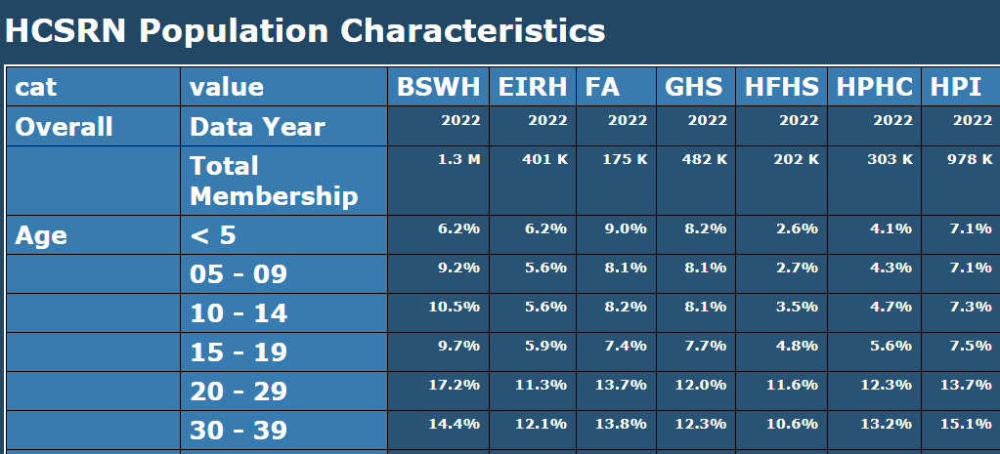 HCSRN Population Characteristics
cat value BSWH EIRH FA GHS HFHS HPHC HPI
Overall Data Year 2022 2022 2022 2022 2022 2022 2022
Total Membership 1.3 M 401 K 175 K 482 K 202 K 303 K 978 K
Age < 5 6.2% 6.2% 9.0% 8.2% 2.6% 4.1% 7.1%
05 – 09 9.2% 5.6% 8.1% 8.1% 2.7% 4.3% 7.1%
10 – 14 10.5% 5.6% 8.2% 8.1% 3.5% 4.7% 7.3%
15 – 19 9.7% 5.9% 7.4% 7.7% 4.8% 5.6% 7.5%
20 – 29 17.2% 11.3% 13.7% 12.0% 11.6% 12.3% 13.7%
30 – 39 14.4% 12.1% 13.8% 12.3% 10.6% 13.2% 15.1%